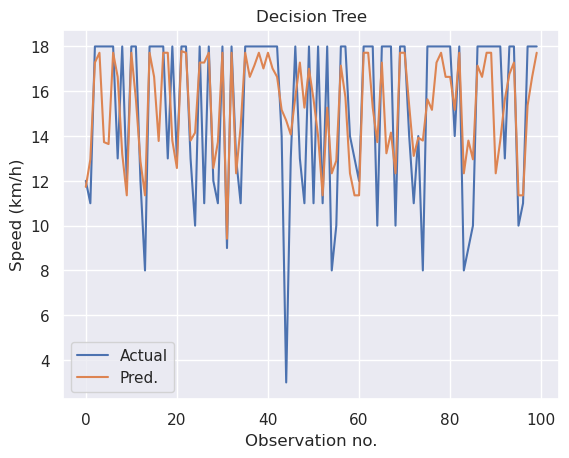 Decision Tree
Speed (km/h)
18
16
14
12
10
8
6
4
Actual
Pred.
0 20 40 60 80 100
Observation no.